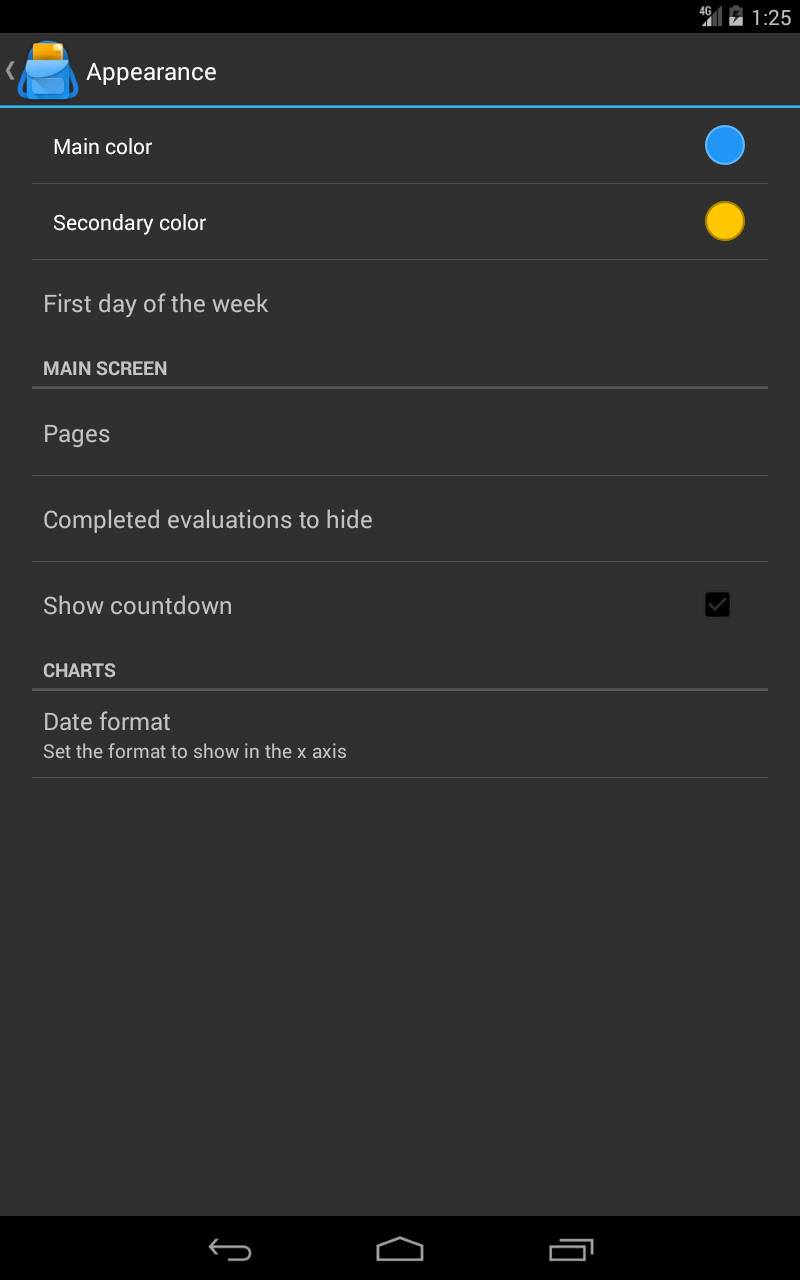 4G 1:25
Appearance
Main color
Secondary color
First day of the week
MAIN SCREEN
Pages
Completed evaluations to hide
Show countdown
CHARTS
Date format
Set the format to show in the x axis